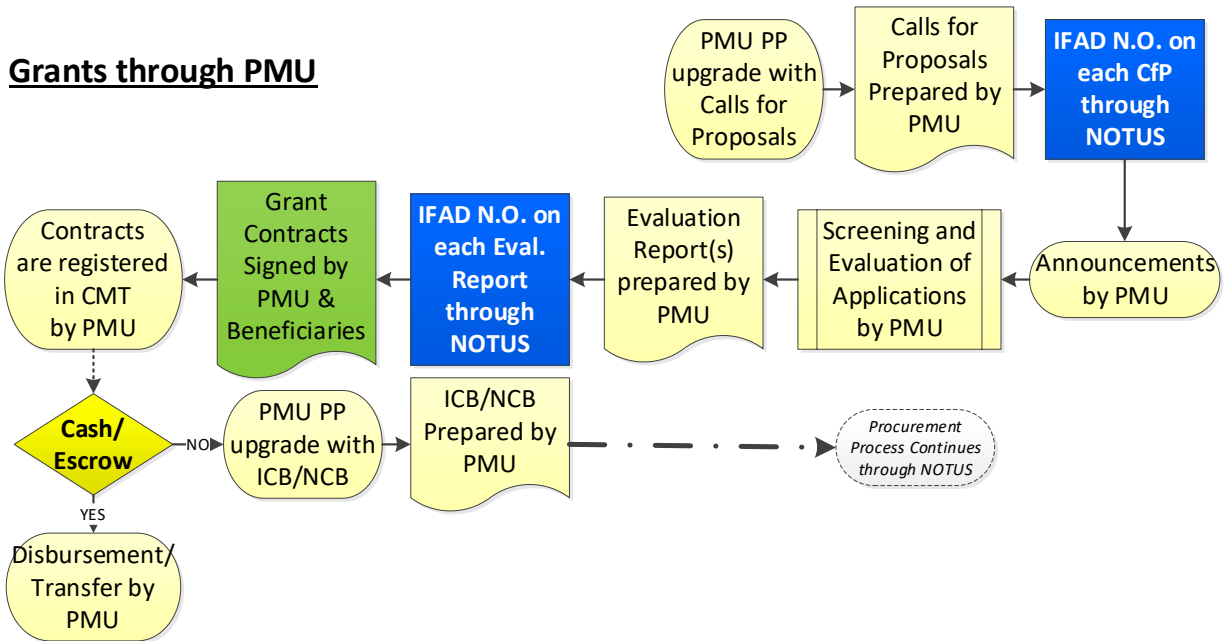 Grants through PMU
PMU PP
upgrade with
Calls for
Proposals
Calls for
Proposals
Prepared by
PMU
IFAD N.O. on
each CfP
through
NOTUS
Announcements
by PMU
Screening and
Evaluation of
Applications
by PMU
Evaluation
Report(s)
prepared by
PMU
IFAD N.O. on
each Eval.
Report
through
NOTUS
Grant
Contracts
Signed by
PMU &
Beneficiaries
Contracts
are registered
in CMT
by PMU
Cash/
Escrow
NO
PMU PP
upgrade with
ICB/NCB
ICB/NCB
Prepared by
PMU
Procurement
Process Continues
through NOTUS
YES
Disbursement/
Transfer by
PMU